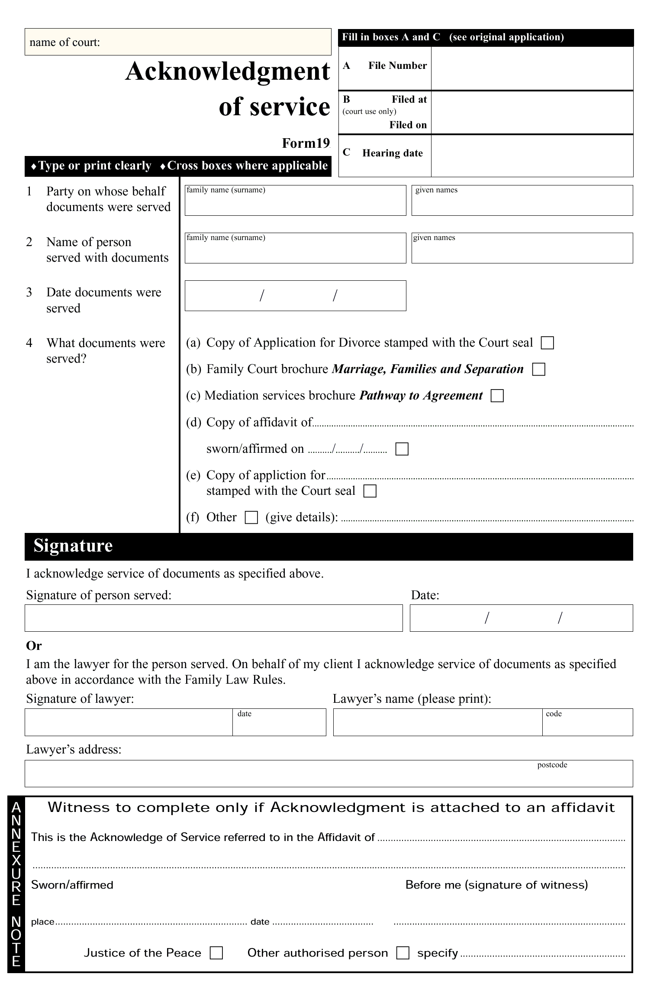 name of court:
Acknowledgment
of service
Form19
♦Type or print clearly ♦Cross boxes where applicable
Fill in boxes A and C (see original application)
A File Number
B Filed at
(court use only)
Filed on
C Hearing date
1 Party on whose behalf
documents were served
family name (surname)
given names
2 Name of person
served with documents
family name (surname)
given names
3 Date documents were
served
/ /
4 What documents were
served?
(a) Copy of Application for Divorce stamped with the Court seal
(b) Family Court brochure Marriage, Families and Separation
(c) Mediation services brochure Pathway to Agreement
(d) Copy of affidavit of
sworn/affirmed on ........../........../..........
(e) Copy of appliction for
stamped with the Court seal
(f) Other (give details):
Signature
I acknowledge service of documents as specified above.
Signature of person served: Date:
/ /
Or
I am the lawyer for the person served. On behalf of my client I acknowledge service of documents as specified
above in accordance with the Family Law Rules.
Signature of lawyer: Lawyer’s name (please print):
date code
Lawyer’s address:
postcode
ANNEXURE NOTE
Witness to complete only if Acknowledgment is attached to an affidavit
This is the Acknowledge of Service referred to in the Affidavit of
Sworn/affirmed Before me (signature of witness)
place date
Justice of the Peace Other authorised person specify